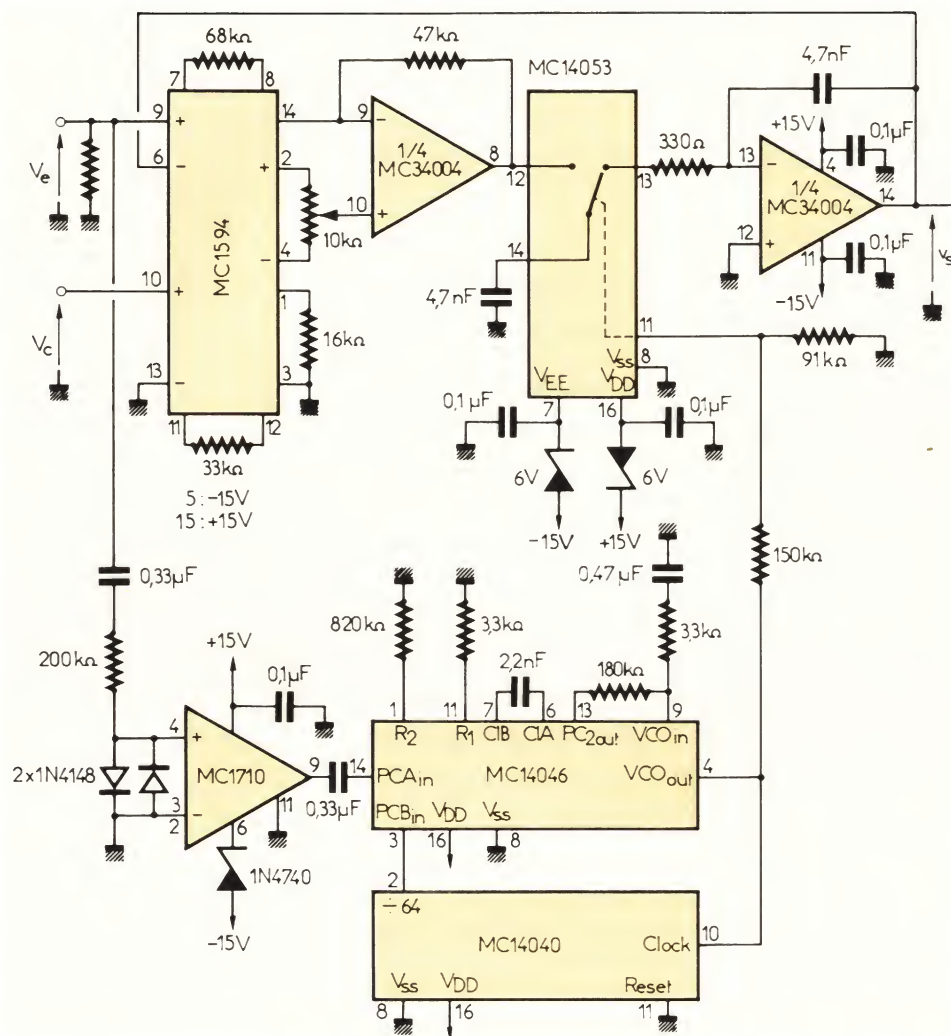 68kΩ
47kΩ
MC14053
4,7nF
7
8
9
+
14
9
-
+15V
0,1µF
Ve
6
-
2
+
1/4
MC34004
8
12
13
330Ω
13
-
4
1/4
MC34004
14
10
+
10kΩ
MC1594
4
-
12
+
11
0,1µF
-15V
vs
Vc
10
+
1
16kΩ
14
4,7nF
11
91kΩ
13
-
3
VSS
8
VEE
VDD
11
12
7
16
33kΩ
0,1µF
0,1µF
5 : -15V
15 : +15V
6V
6V
-15V
+15V
150kΩ
0,33µF
0,47µF
820kΩ
3,3kΩ
3,3kΩ
200kΩ
+15V
0,1µF
2,2nF
180kΩ
1
11
7
6
13
9
R2
R1
C1B
C1A
PC2out
VCOin
4
+
2x1N4148
MC1710
9
14
PCAin
MC14046
VCOout
4
3
2
-
11
0,33µF
PCBin
VDD
VSS
6
3
16
8
1N4740
2
÷ 64
-15V
MC14040
Clock
10
VSS
VDD
Reset
8
16
11